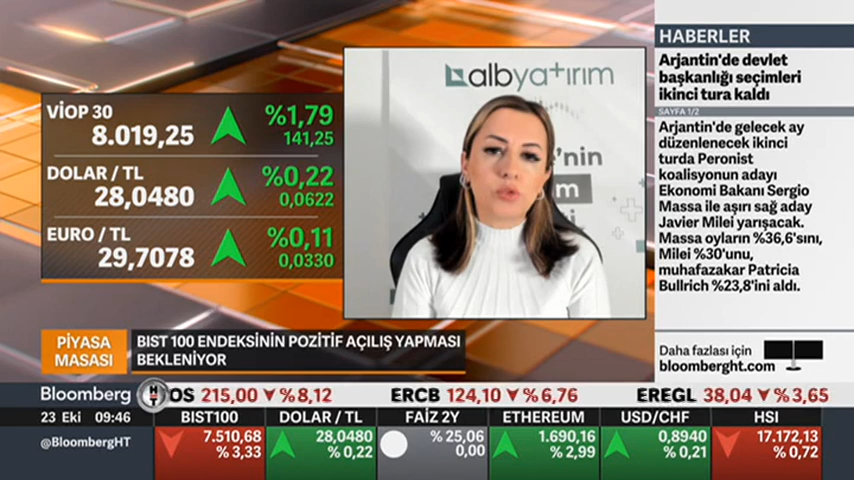 HABERLER
Arjantin'de devlet
başkanlığı seçimleri
ikinci tura kaldı
SAYFA 1/2
Arjantin'de gelecek ay
düzenlenecek ikinci
turda Peronist
koalisyonun adayı
Ekonomi Bakanı Sergio
Massa ile aşırı sağ aday
Javier Milei yarışacak.
Massa oyların %36,6'sını,
Milei %30'unu,
muhafazakar Patricia
Bullrich %23,8'ini aldı.
Daha fazlası için
bloomberght.com
albyatırım
'nin
VİOP 30
8.019,25
%1,79
141,25
DOLAR / TL
28,0480
%0,22
0,0622
EURO / TL
29,7078
%0,11
0,0330
PİYASA
MASASI
BIST 100 ENDEKSİNİN POZİTİF AÇILIŞ YAPMASI
BEKLENİYOR
Bloomberg HT
OS 215,00 %8,12 ERCB 124,10 %6,76 EREGL 38,04 %3,65
23 Eki 09:46
@BloombergHT
BIST100 DOLAR / TL FAİZ 2Y ETHEREUM USD/CHF HSI
7.510,68 28,0480 % 25,06 1.690,16 0,8940 17.172,13
% 3,33 % 0,22 0,00 % 2,99 % 0,21 % 0,72